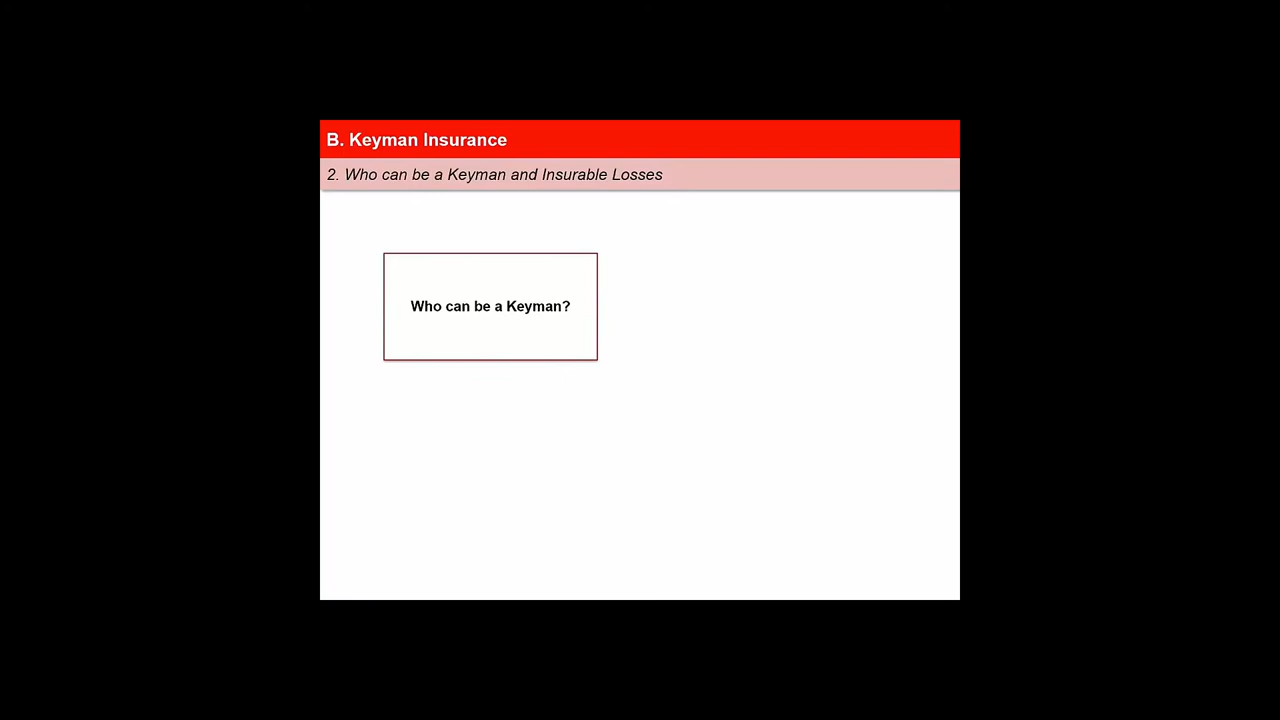 B. Keyman Insurance
2. Who can be a Keyman and Insurable Losses
Who can be a Keyman?